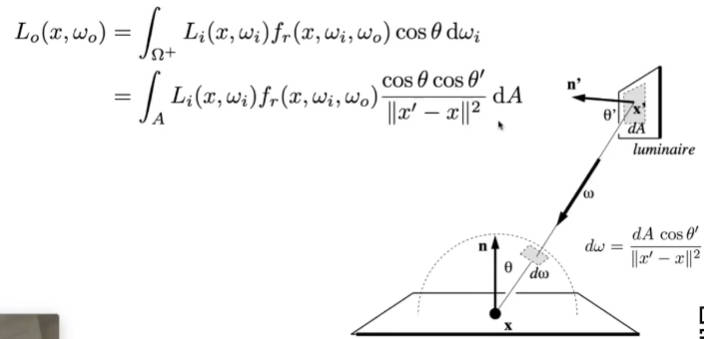 L_o(x, ω_o) = ∫_{Ω+} L_i(x, ω_i) f_r(x, ω_i, ω_o) cos θ dω_i
= ∫_A L_i(x, ω_i) f_r(x, ω_i, ω_o) (cos θ cos θ′ / ‖x′ − x‖²) dA
n’
θ’
x’
dA
luminaire
ω
n
θ
dω
dω = dA cos θ′ / ‖x′ − x‖²
x